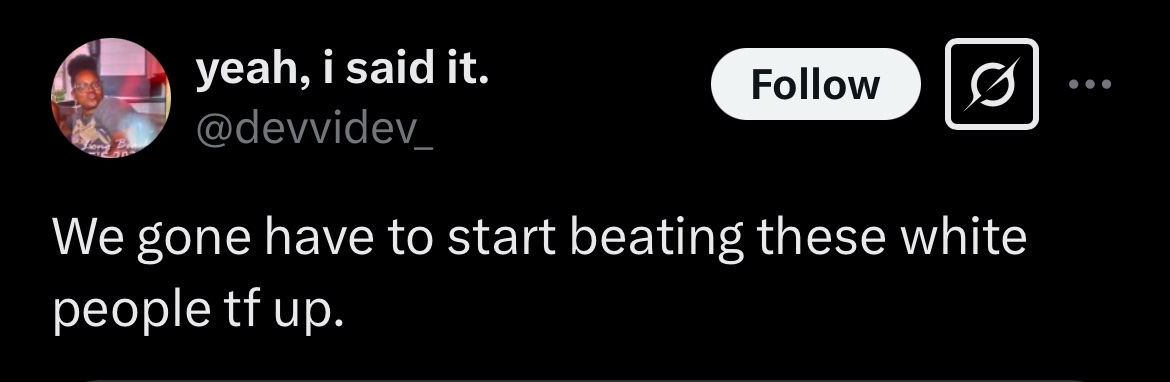 yeah, i said it.
@devvidev_
Follow
We gone have to start beating these white
people tf up.